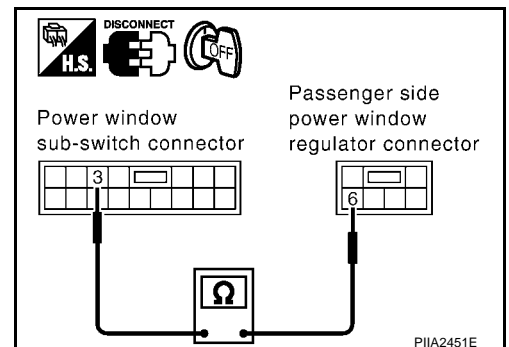 DISCONNECT
H.S.
OFF
Power window
sub-switch connector
Passenger side
power window
regulator connector
3
6
Ω
PIIA2451E